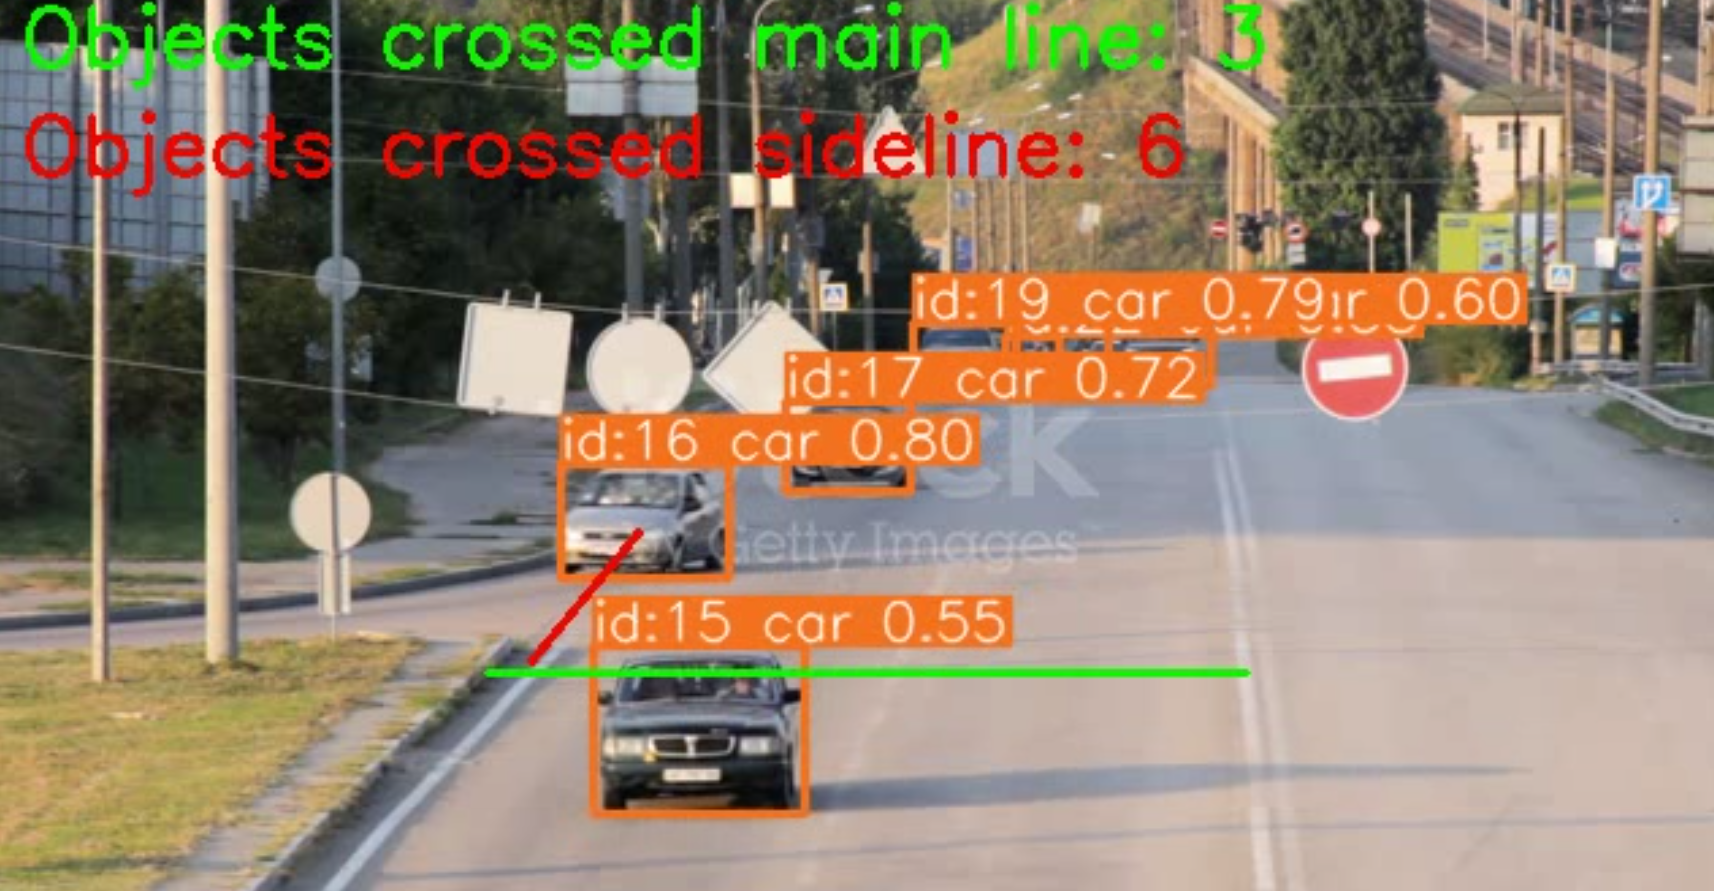 Objects crossed main line: 3
Objects crossed sideline: 6
id:19 car 0.79 r 0.60
id:17 car 0.72
id:16 car 0.80
Getty Images
id:15 car 0.55